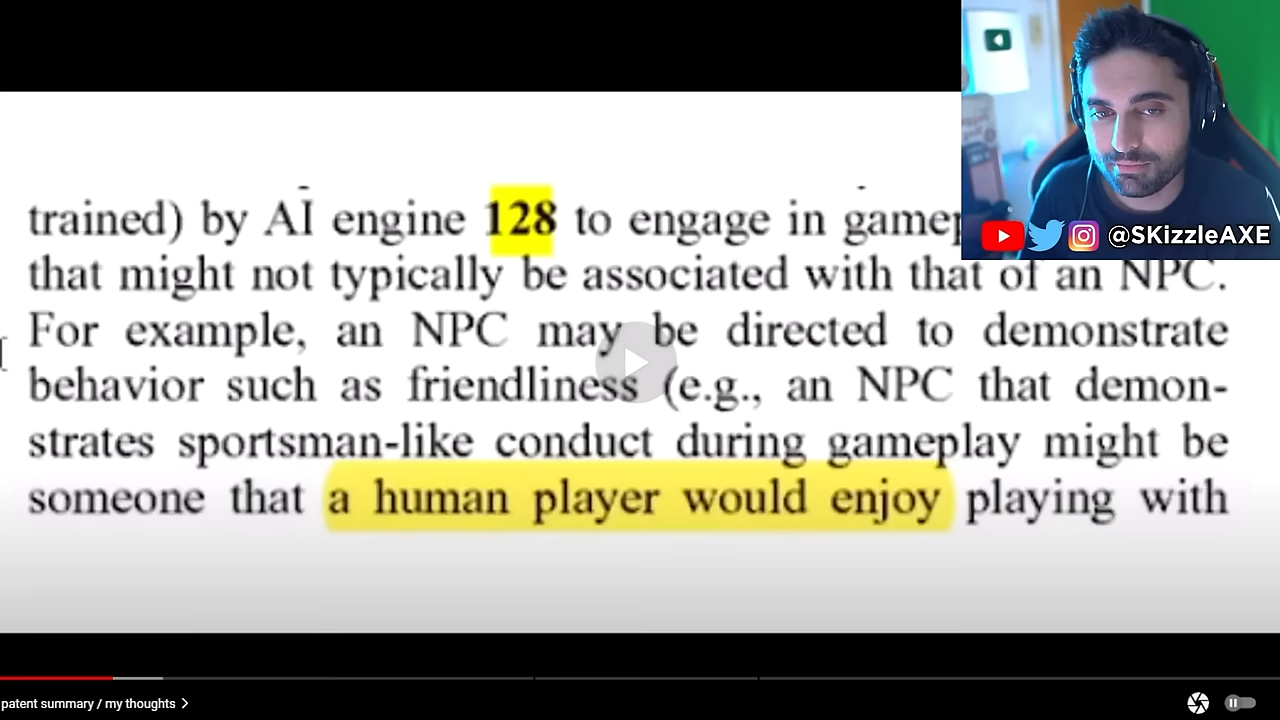 trained) by AI engine 128 to engage in gamep
that might not typically be associated with that of an NPC.
For example, an NPC may be directed to demonstrate
behavior such as friendliness (e.g., an NPC that demon-
strates sportsman-like conduct during gameplay might be
someone that a human player would enjoy playing with
@SKizzleAXE
patent summary / my thoughts